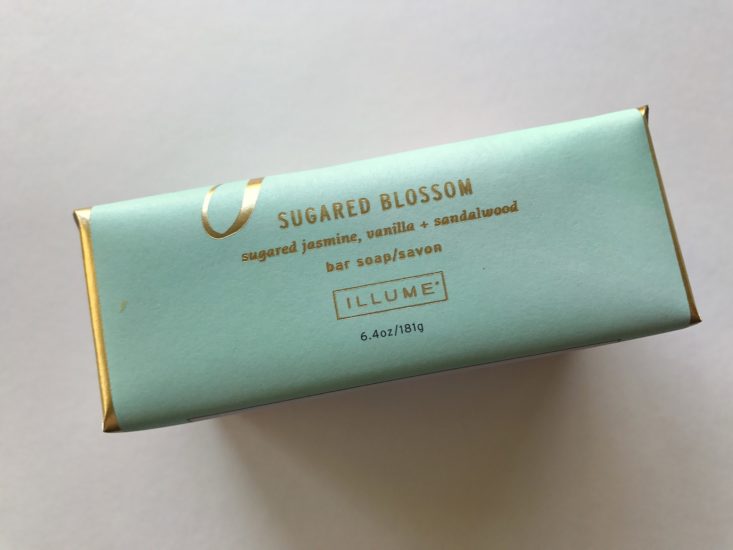 SUGARED BLOSSOM
sugared jasmine, vanilla + sandalwood
bar soap/savon
ILLUME®
6.4oz/181g